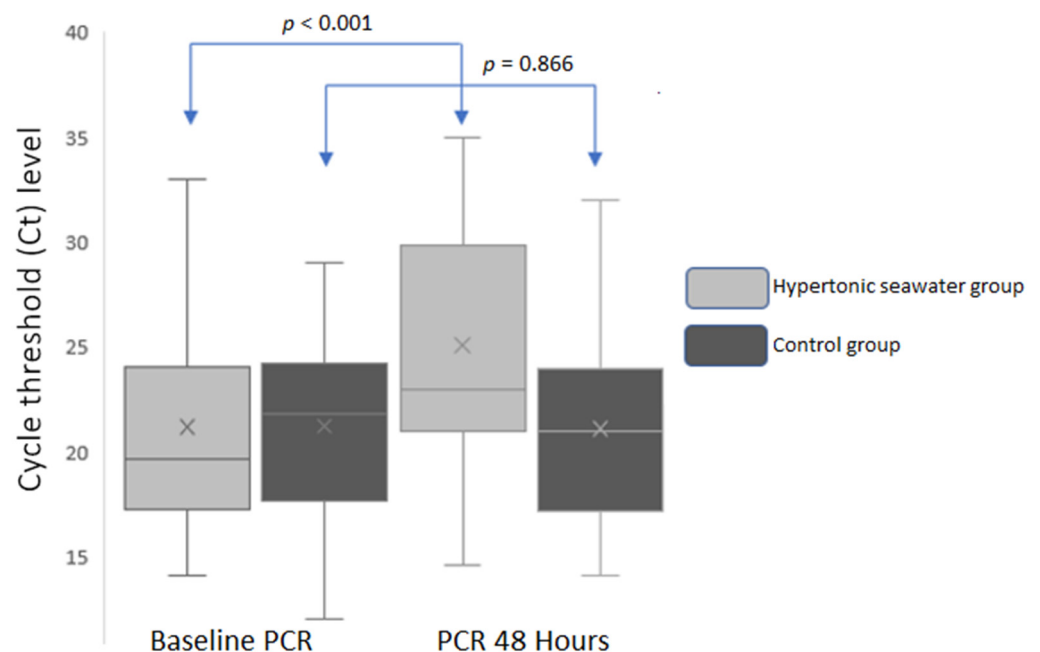 p < 0.001
p = 0.866
Cycle threshold (Ct) level
40
35
30
25
20
15
Hypertonic seawater group
Control group
Baseline PCR
PCR 48 Hours